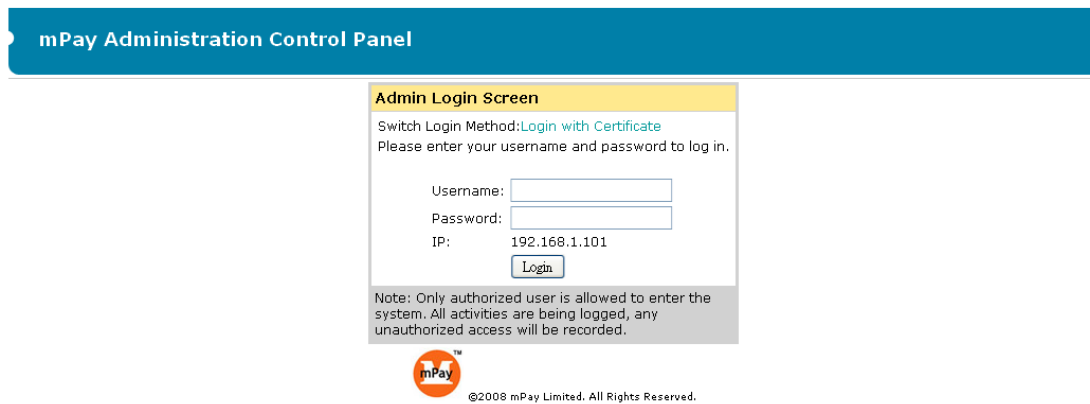 mPay Administration Control Panel
Admin Login Screen
Switch Login Method:Login with Certificate
Please enter your username and password to log in.
Username:
Password:
IP: 192.168.1.101
Login
Note: Only authorized user is allowed to enter the
system. All activities are being logged, any
unauthorized access will be recorded.
mPay TM
©2008 mPay Limited. All Rights Reserved.